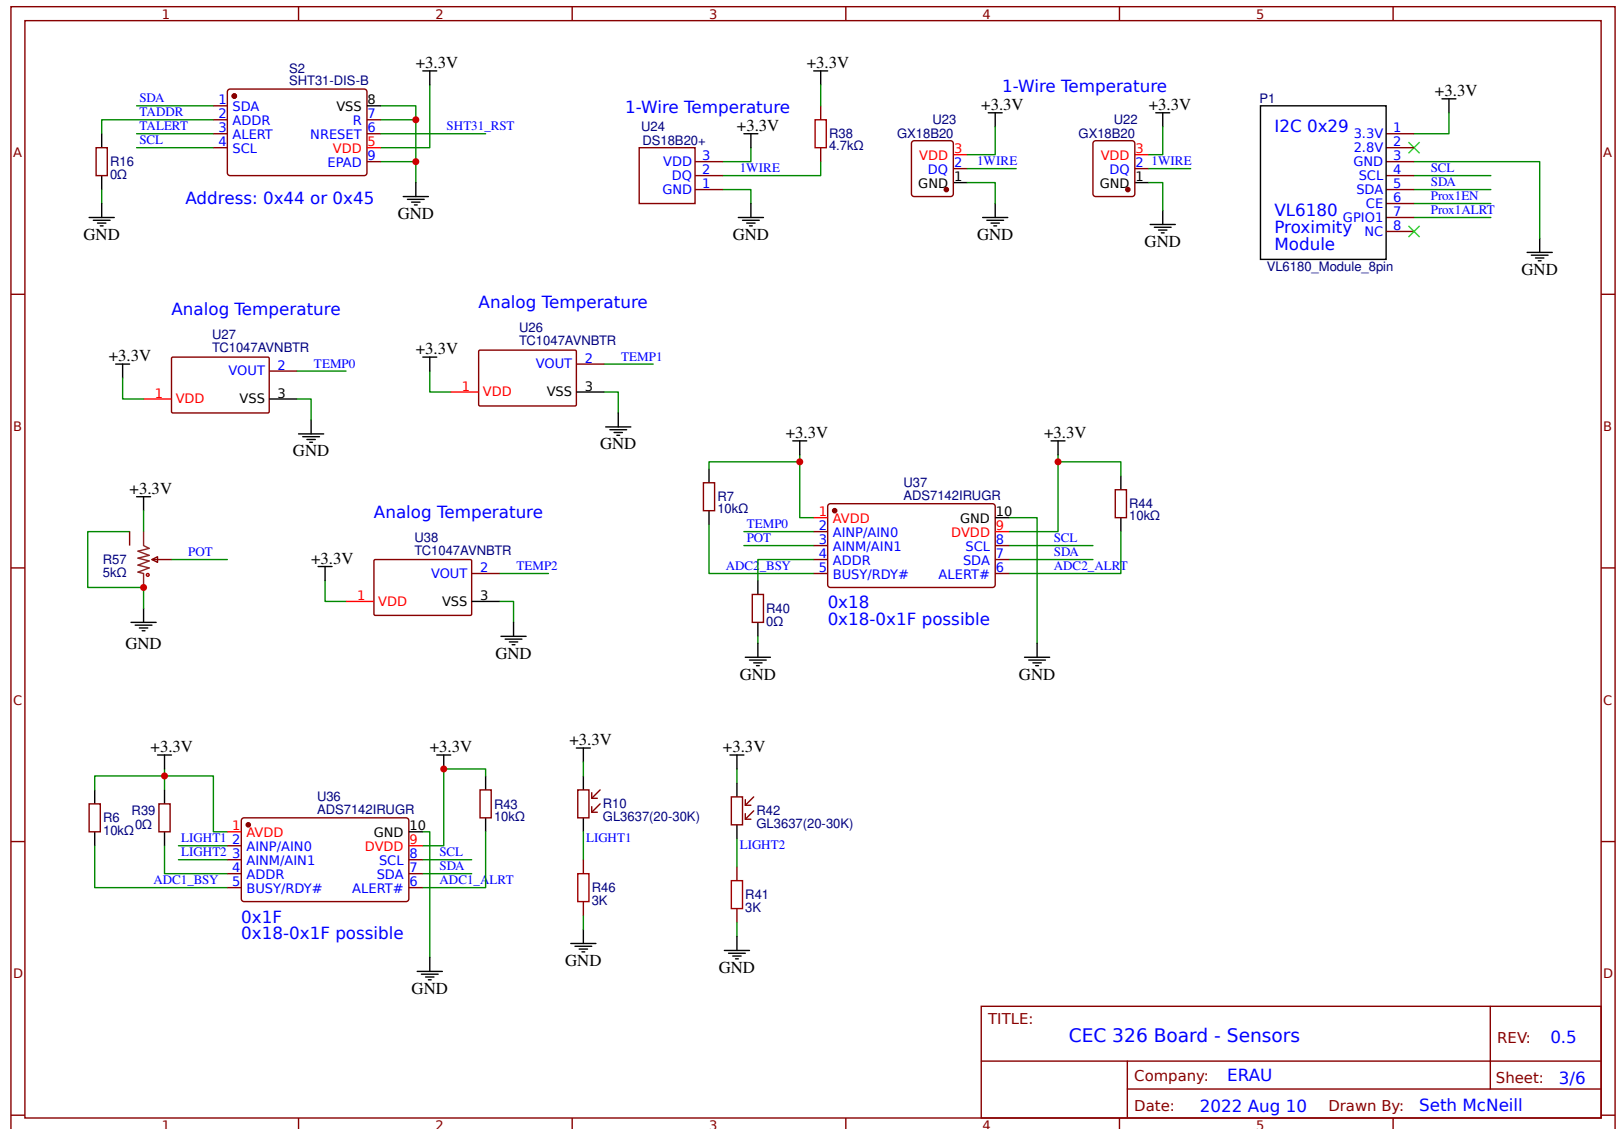 1 2 3 4 5
A
B
C
D
A
B
C
D
1 2 3 4 5
S2
SHT31-DIS-B
+3.3V
SDA
TADDR
TALERT
SCL
1 SDA
2 ADDR
3 ALERT
4 SCL
VSS 8
R 7
NRESET 6
VDD 5
EPAD 9
SHT31_RST
R16
0Ω
GND
GND
Address: 0x44 or 0x45
1-Wire Temperature
U24
DS18B20+
+3.3V
VDD 3
DQ 2
GND 1
1WIRE
GND
+3.3V
R38
4.7kΩ
1-Wire Temperature
U23
GX18B20
+3.3V
VDD 3
DQ 2
GND 1
1WIRE
GND
U22
GX18B20
+3.3V
VDD 3
DQ 2
GND 1
1WIRE
GND
P1
I2C 0x29
+3.3V
3.3V 1
2.8V 2
GND 3
SCL 4
SDA 5
CE 6
GPIO1 7
NC 8
SCL
SDA
Prox1EN
Prox1ALRT
VL6180
Proximity
Module
VL6180_Module_8pin
GND
Analog Temperature
U27
TC1047AVNBTR
+3.3V
1 VDD
VOUT 2
VSS 3
TEMP0
GND
Analog Temperature
U26
TC1047AVNBTR
+3.3V
1 VDD
VOUT 2
VSS 3
TEMP1
GND
+3.3V
R57
5kΩ
POT
GND
Analog Temperature
U38
TC1047AVNBTR
+3.3V
1 VDD
VOUT 2
VSS 3
TEMP2
GND
+3.3V
+3.3V
R7
10kΩ
U37
ADS7142IRUGR
R44
10kΩ
TEMP0
POT
ADC2_BSY
1 AVDD
2 AINP/AIN0
3 AINM/AIN1
4 ADDR
5 BUSY/RDY#
GND 10
DVDD 9
SCL 8
SDA 7
ALERT# 6
SCL
SDA
ADC2_ALRT
R40
0Ω
0x18
0x18-0x1F possible
GND
GND
+3.3V
+3.3V
R6
10kΩ
R39
0Ω
U36
ADS7142IRUGR
R43
10kΩ
LIGHT1
LIGHT2
ADC1_BSY
1 AVDD
2 AINP/AIN0
3 AINM/AIN1
4 ADDR
5 BUSY/RDY#
GND 10
DVDD 9
SCL 8
SDA 7
ALERT# 6
SCL
SDA
ADC1_ALRT
0x1F
0x18-0x1F possible
GND
+3.3V
R10
GL3637(20-30K)
LIGHT1
R46
3K
GND
+3.3V
R42
GL3637(20-30K)
LIGHT2
R41
3K
GND
TITLE:
CEC 326 Board - Sensors
REV: 0.5
Company: ERAU
Sheet: 3/6
Date: 2022 Aug 10 Drawn By: Seth McNeill